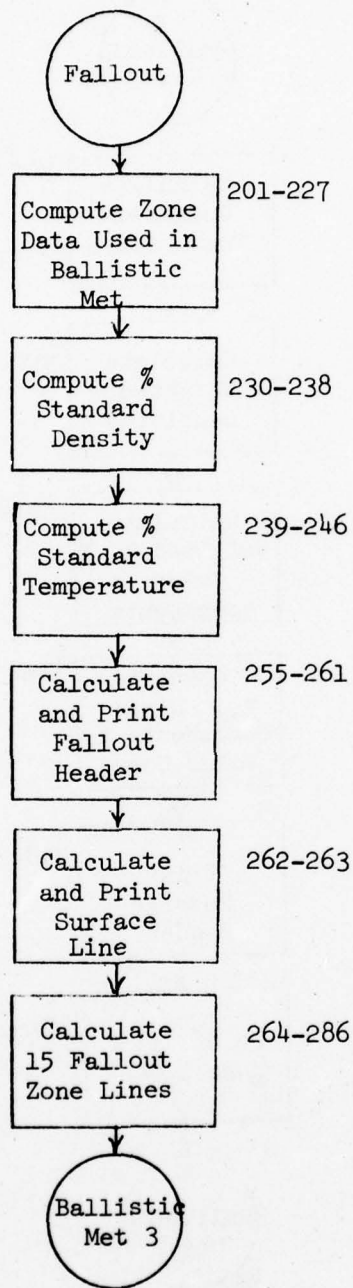 Fallout
201-227
Compute Zone
Data Used in
Ballistic
Met
Compute %
Standard
Density
230-238
Compute %
Standard
Temperature
239-246
Calculate
and Print
Fallout
Header
255-261
Calculate
and Print
Surface
Line
262-263
Calculate
15 Fallout
Zone Lines
264-286
Ballistic
Met 3